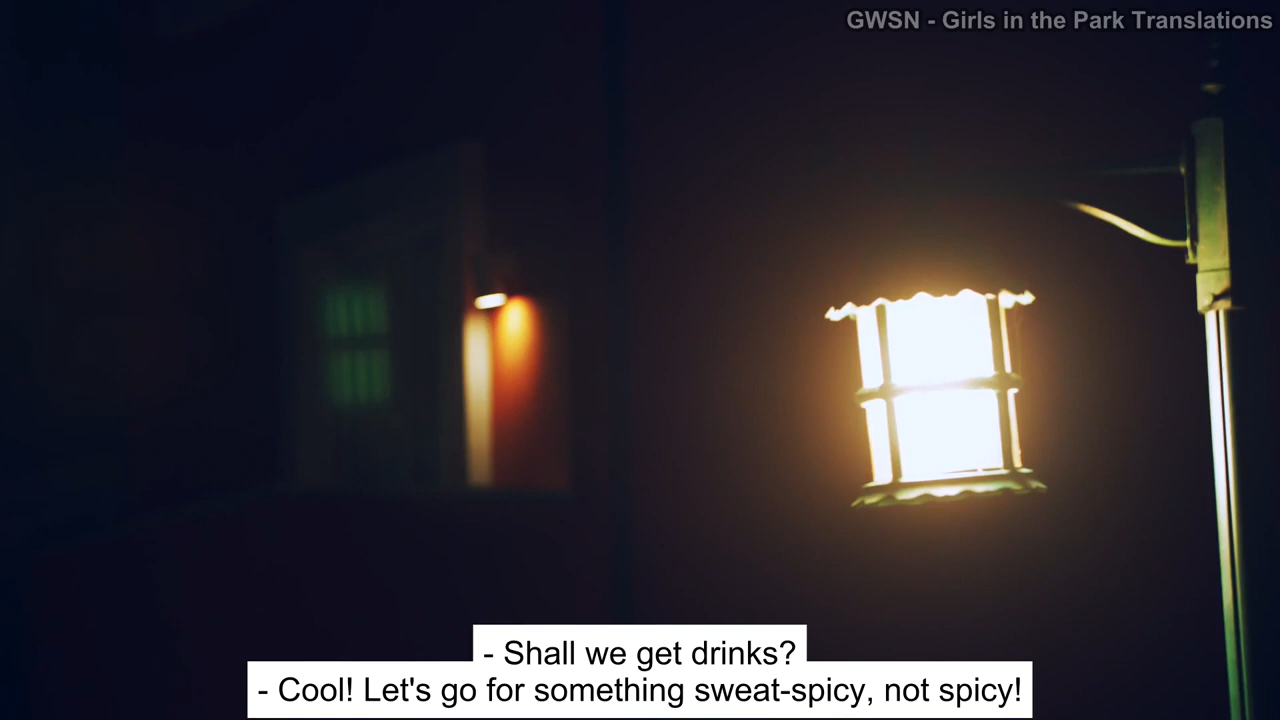 GWSN - Girls in the Park Translations
- Shall we get drinks?
- Cool! Let's go for something sweat-spicy, not spicy!